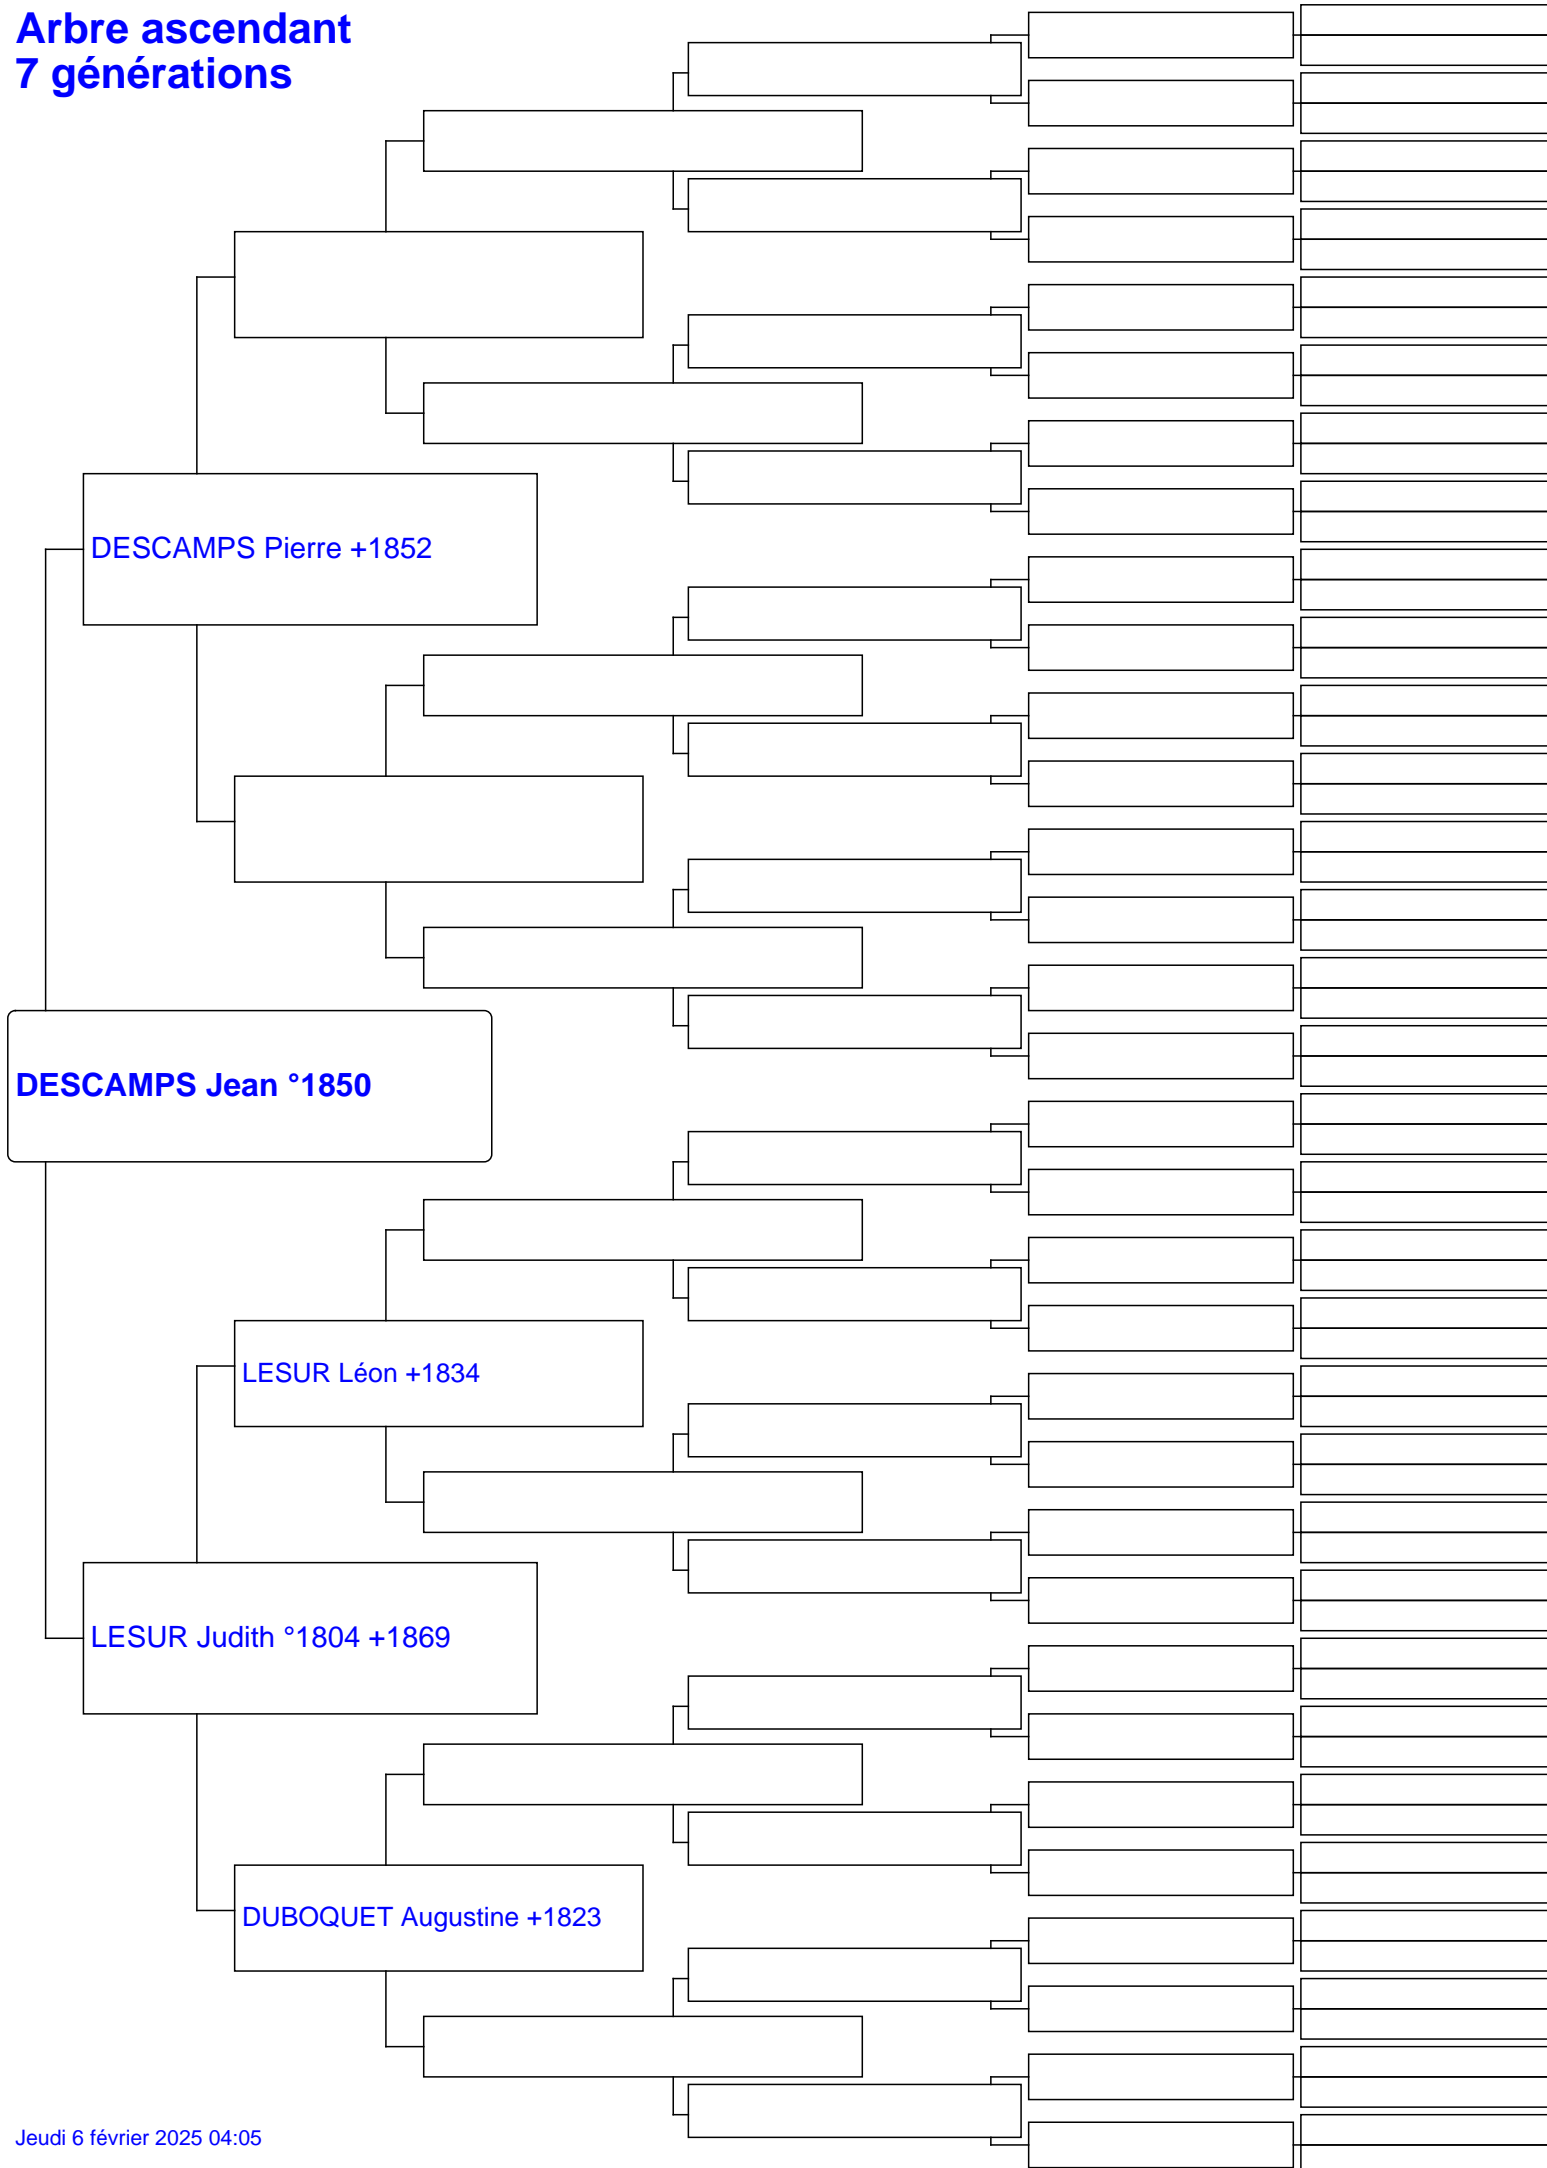 Arbre ascendant
7 générations
DESCAMPS Pierre +1852
DESCAMPS Jean °1850
LESUR Léon +1834
LESUR Judith °1804 +1869
DUBOQUET Augustine +1823
Jeudi 6 février 2025 04:05